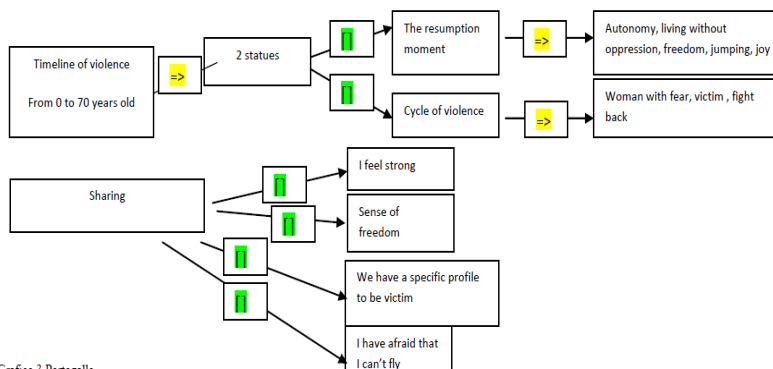 Timeline of violence
From 0 to 70 years old
=>
2 statues
[]
The resumption
moment
=>
Autonomy, living without
oppression, freedom, jumping, joy
[]
Cycle of violence
=>
Woman with fear, victim , fight
back
Sharing
[]
I feel strong
[]
Sense of
freedom
[]
We have a specific profile
to be victim
[]
I have afraid that
I can't fly